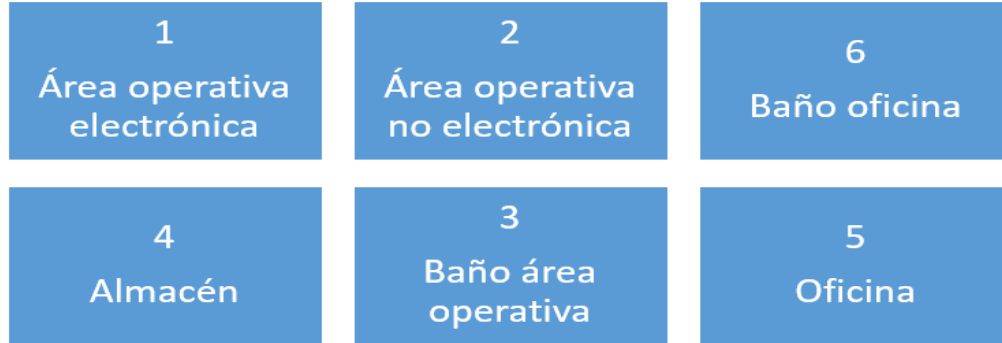 1
Área operativa
electrónica
2
Área operativa
no electrónica
6
Baño oficina
4
Almacén
3
Baño área
operativa
5
Oficina